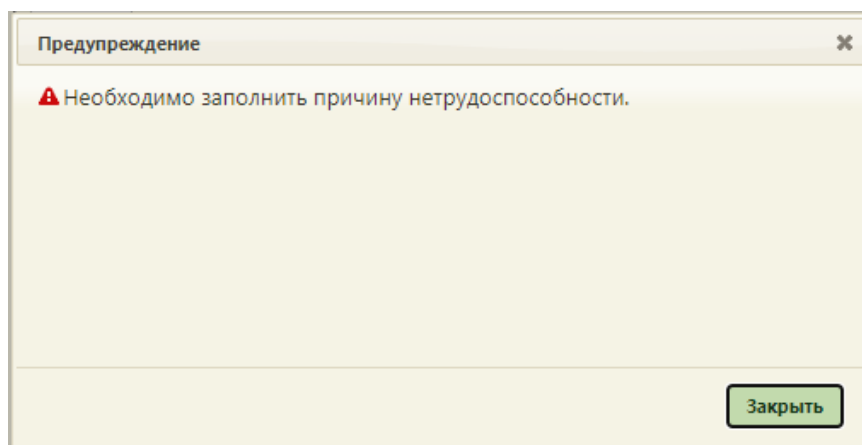 Предупреждение
Необходимо заполнить причину нетрудоспособности.
Закрыть